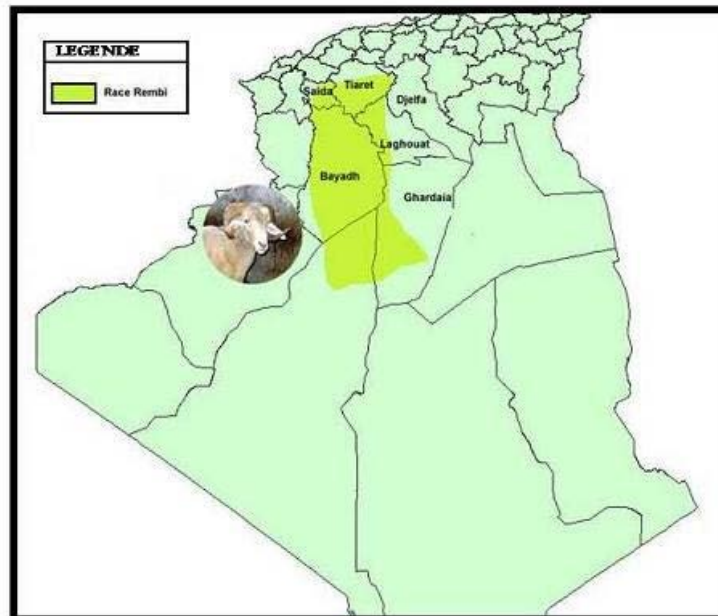 LEGENDE
Race Rembi
Saida
Tiaret
Djelfa
Laghouat
Bayadh
Ghardaia